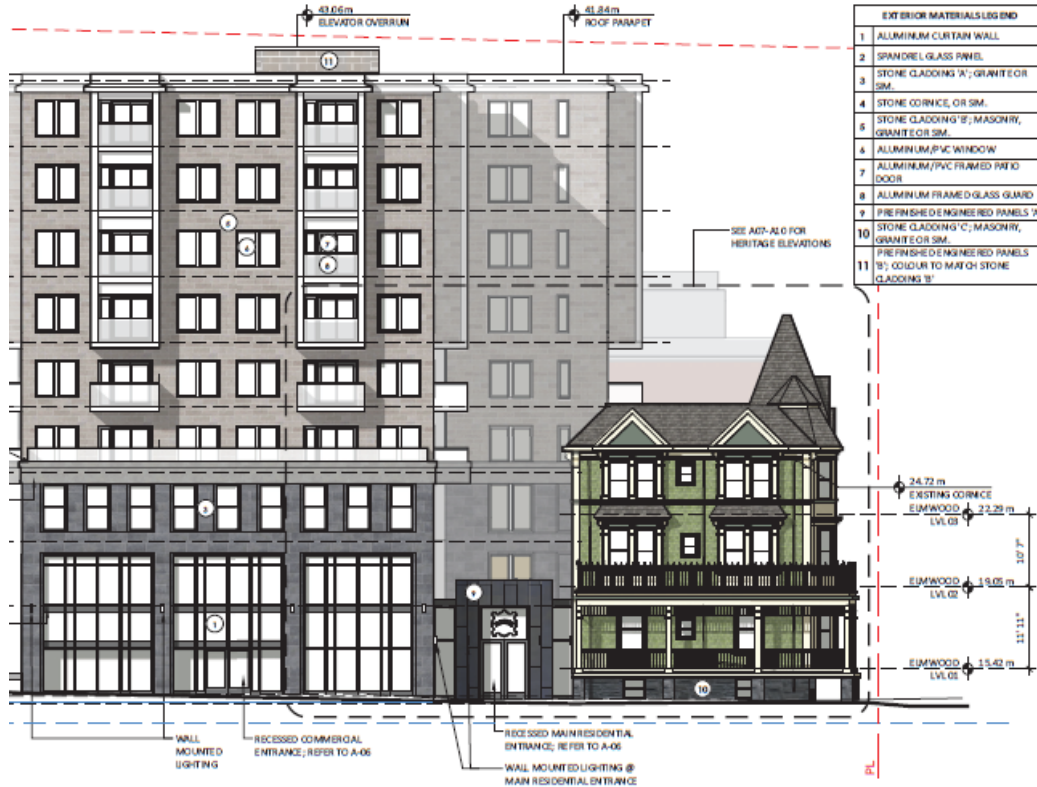 43.06m
ELEVATOR OVERRUN
41.84m
ROOF PARAPET
EXTERIOR MATERIALS LEGEND
1 ALUMINUM CURTAIN WALL
2 SPANDREL GLASS PANEL
3 STONE CLADDING 'A'; GRANITE OR
SIM.
4 STONE CORNICE, OR SIM.
5 STONE CLADDING 'B'; MASONRY,
GRANITE OR SIM.
6 ALUMINUM/PVC WINDOW
7 ALUMINUM/PVC FRAMED PATIO
DOOR
8 ALUMINUM FRAMED GLASS GUARD
9 PREFINISHED ENGINEERED PANELS 'A
10 STONE CLADDING 'C'; MASONRY,
GRANITE OR SIM.
11 PREFINISHED ENGINEERED PANELS
'B'; COLOUR TO MATCH STONE
CLADDING 'B'
11
5
6
7
8
SEE A07-A10 FOR
HERITAGE ELEVATIONS
3
24.72 m
EXISTING CORNICE
ELMWOOD 22.29 m
LVL 03
10' 7"
ELMWOOD 19.05 m
LVL 02
11' 11"
ELMWOOD 15.42 m
LVL 01
9
1
10
WALL
MOUNTED
LIGHTING
RECESSED COMMERCIAL
ENTRANCE; REFER TO A-06
RECESSED MAIN RESIDENTIAL
ENTRANCE; REFER TO A-06
WALL MOUNTED LIGHTING @
MAIN RESIDENTIAL ENTRANCE
PL